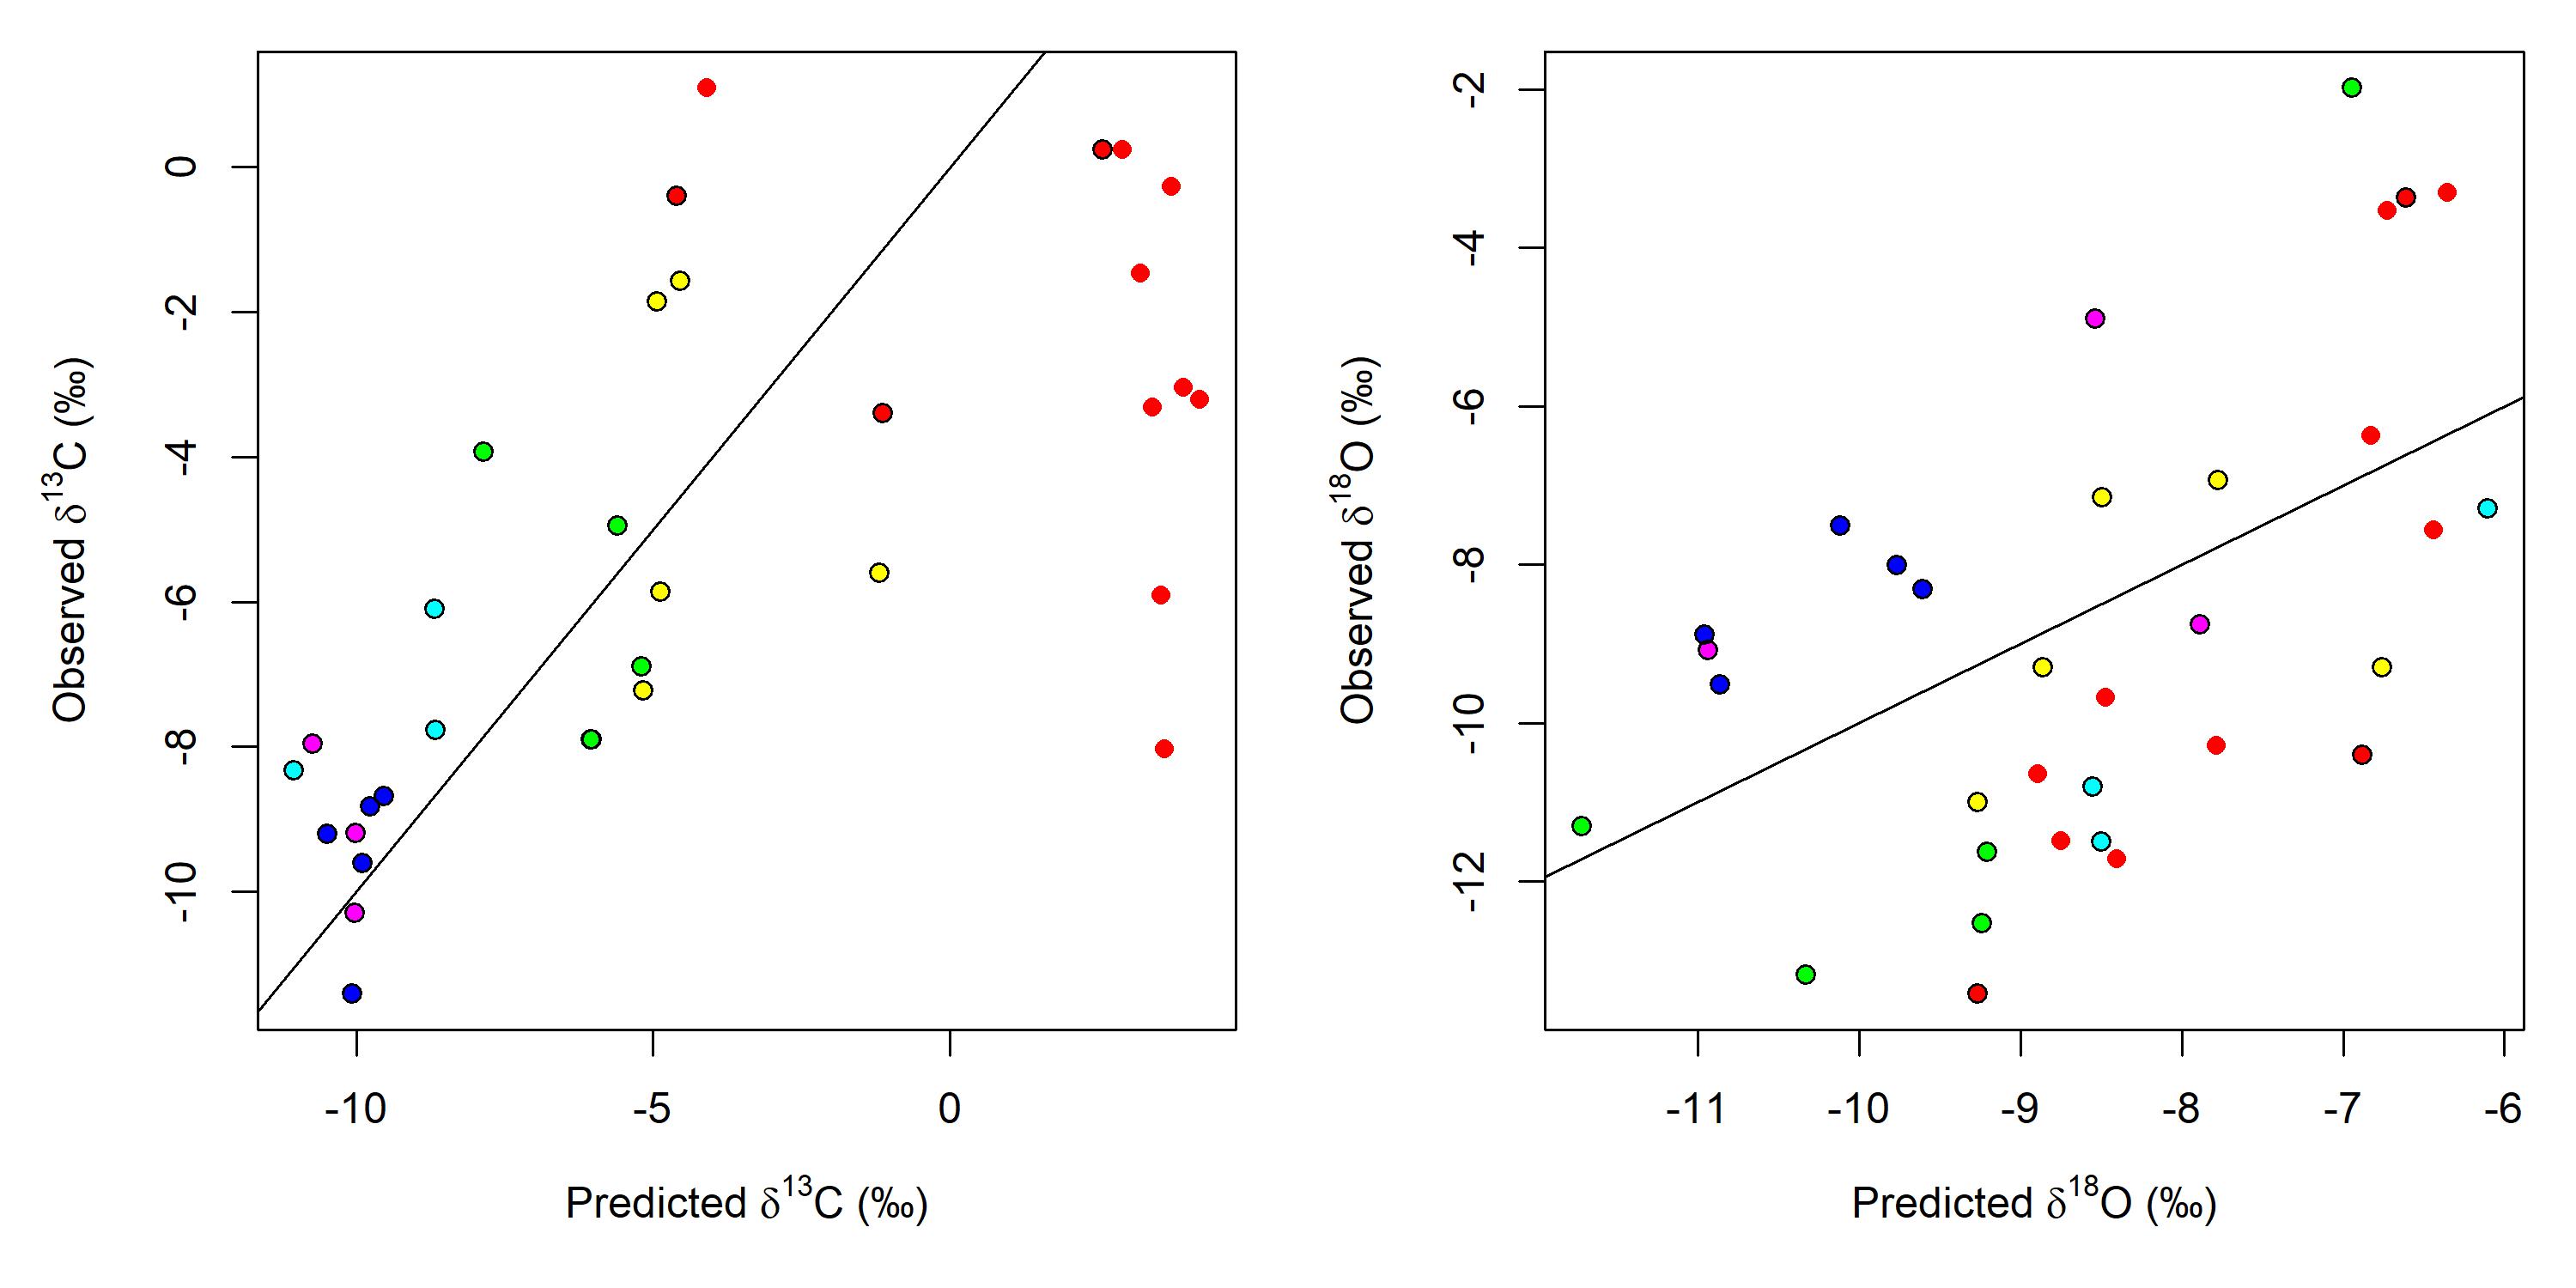 Observed δ¹³C (‰)
0
-2
-4
-6
-8
-10
-10 -5 0
Predicted δ¹³C (‰)
Observed δ¹⁸O (‰)
-2
-4
-6
-8
-10
-12
-11 -10 -9 -8 -7 -6
Predicted δ¹⁸O (‰)